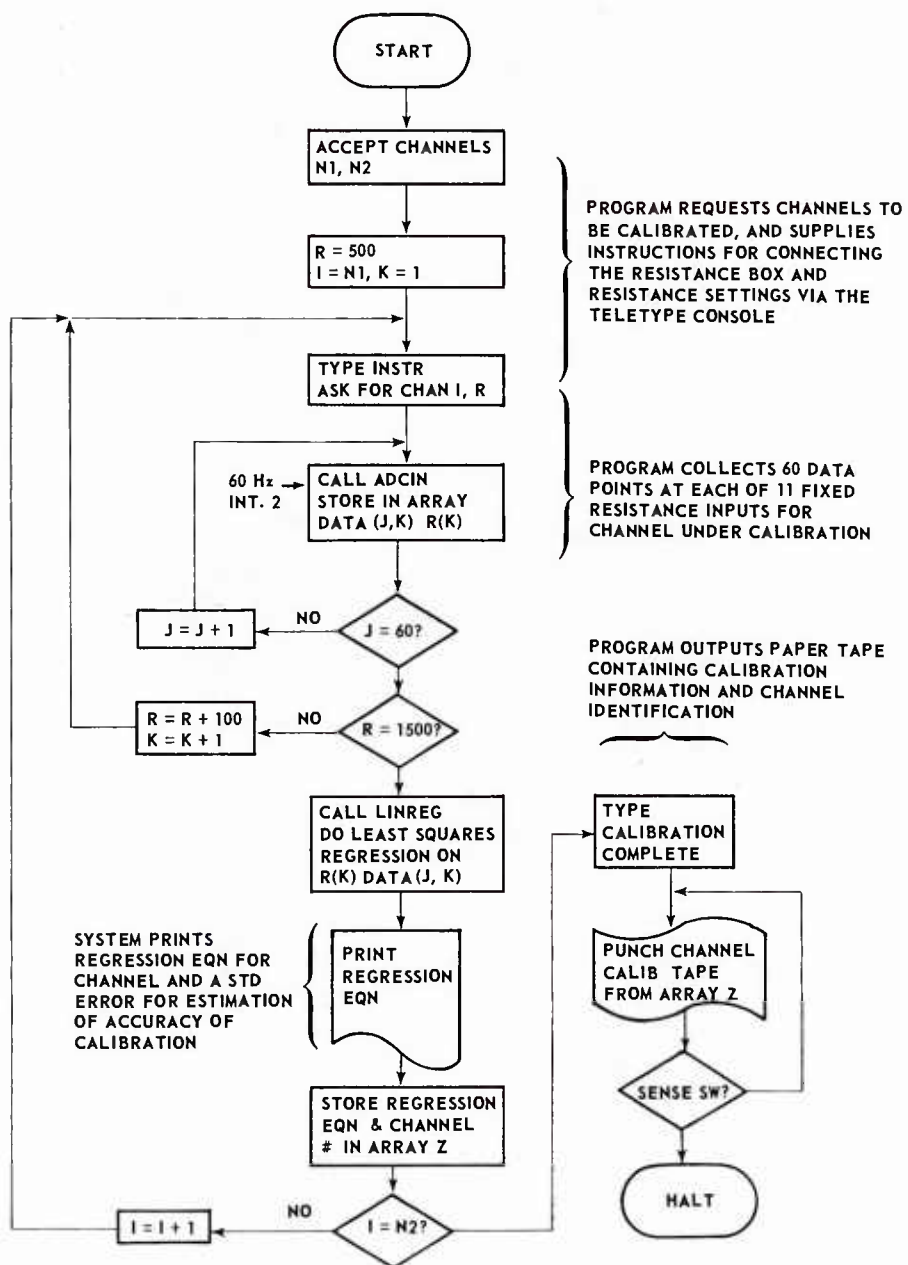 START
ACCEPT CHANNELS
N1, N2
R = 500
I = N1, K = 1
PROGRAM REQUESTS CHANNELS TO
BE CALIBRATED, AND SUPPLIES
INSTRUCTIONS FOR CONNECTING
THE RESISTANCE BOX AND
RESISTANCE SETTINGS VIA THE
TELETYPE CONSOLE
TYPE INSTR
ASK FOR CHAN I, R
60 Hz
INT. 2
CALL ADCIN
STORE IN ARRAY
DATA (J,K) R(K)
PROGRAM COLLECTS 60 DATA
POINTS AT EACH OF 11 FIXED
RESISTANCE INPUTS FOR
CHANNEL UNDER CALIBRATION
J = J + 1
NO
J = 60?
R = R + 100
K = K + 1
NO
R = 1500?
CALL LINREG
DO LEAST SQUARES
REGRESSION ON
R(K) DATA (J, K)
SYSTEM PRINTS
REGRESSION EQN FOR
CHANNEL AND A STD
ERROR FOR ESTIMATION
OF ACCURACY OF
CALIBRATION
PRINT
REGRESSION
EQN
STORE REGRESSION
EQN & CHANNEL
# IN ARRAY Z
I = I + 1
NO
I = N2?
PROGRAM OUTPUTS PAPER TAPE
CONTAINING CALIBRATION
INFORMATION AND CHANNEL
IDENTIFICATION
TYPE
CALIBRATION
COMPLETE
PUNCH CHANNEL
CALIB TAPE
FROM ARRAY Z
SENSE SW?
HALT